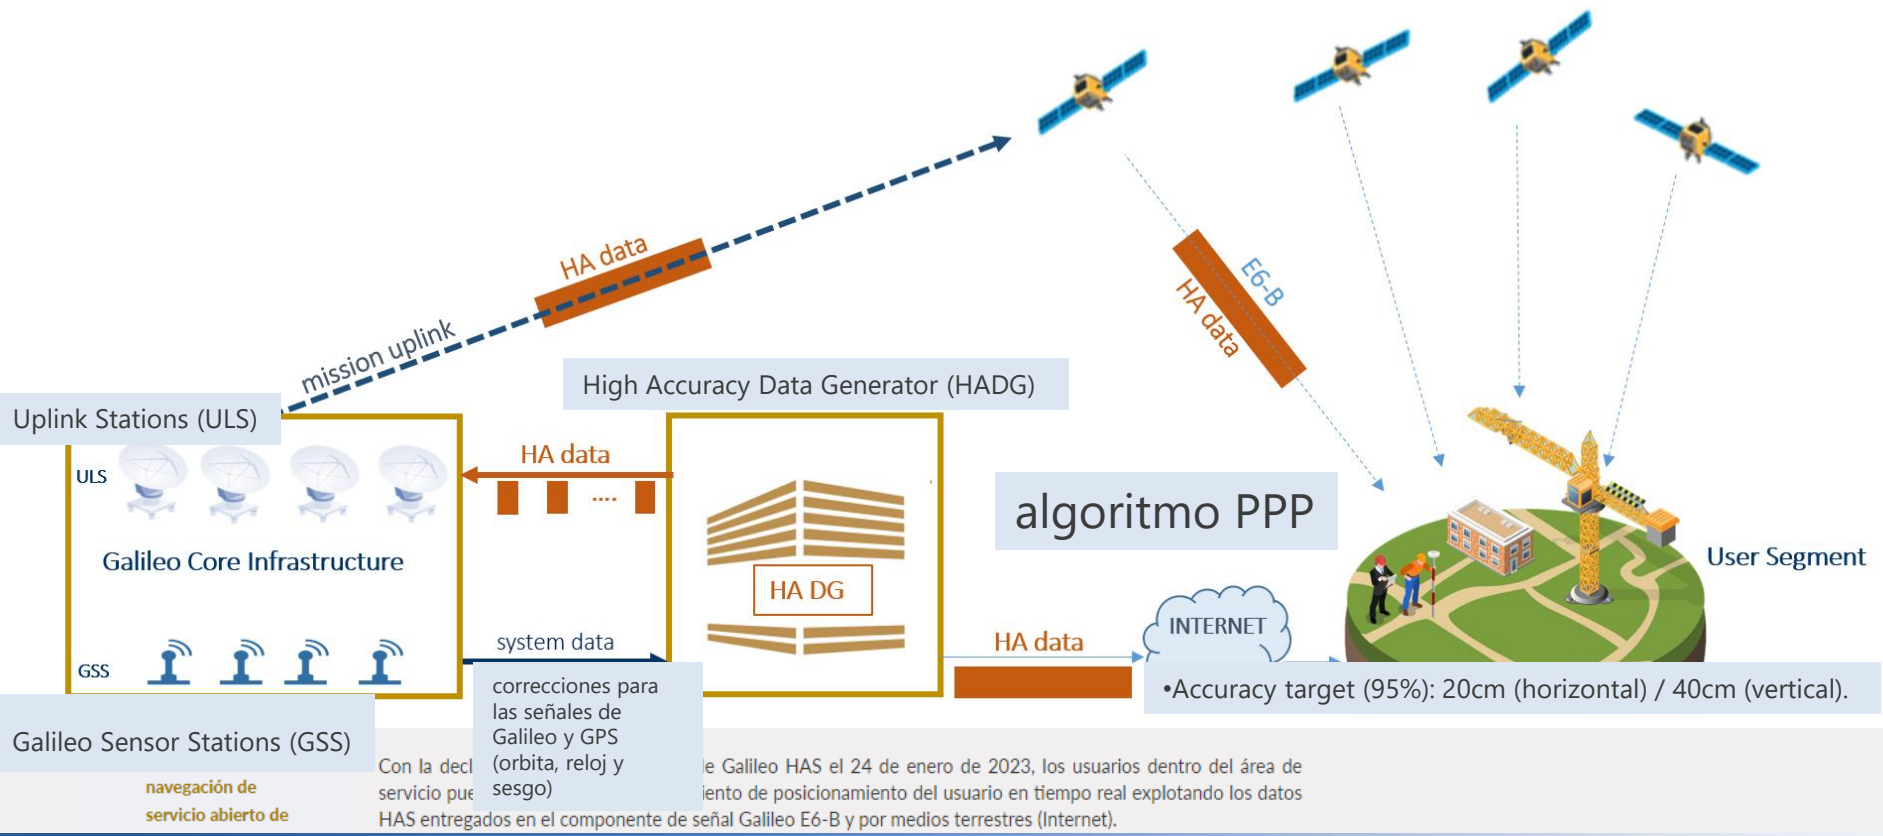 HA data
mission uplink
E6-B
HA data
High Accuracy Data Generator (HADG)
Uplink Stations (ULS)
ULS
HA data
....
algoritmo PPP
Galileo Core Infrastructure
User Segment
HA DG
INTERNET
system data
HA data
GSS
correcciones para
las señales de
Galileo y GPS
(orbita, reloj y
sesgo)
•Accuracy target (95%): 20cm (horizontal) / 40cm (vertical).
Galileo Sensor Stations (GSS)
navegación de
servicio abierto de
Con la decl e Galileo HAS el 24 de enero de 2023, los usuarios dentro del área de
servicio pue iento de posicionamiento del usuario en tiempo real explotando los datos
HAS entregados en el componente de señal Galileo E6-B y por medios terrestres (Internet).